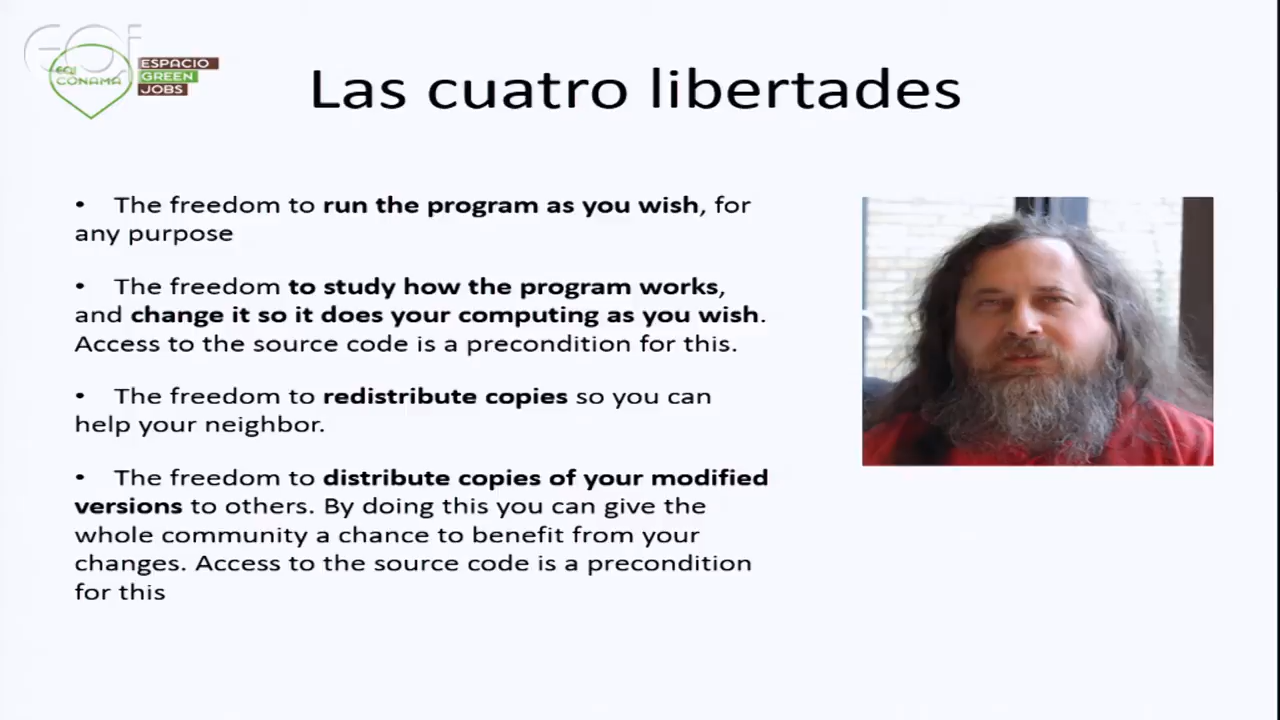 ESPACIO
GREEN
JOBS
CONAMA
Las cuatro libertades
• The freedom to run the program as you wish, for
any purpose
• The freedom to study how the program works,
and change it so it does your computing as you wish.
Access to the source code is a precondition for this.
• The freedom to redistribute copies so you can
help your neighbor.
• The freedom to distribute copies of your modified
versions to others. By doing this you can give the
whole community a chance to benefit from your
changes. Access to the source code is a precondition
for this